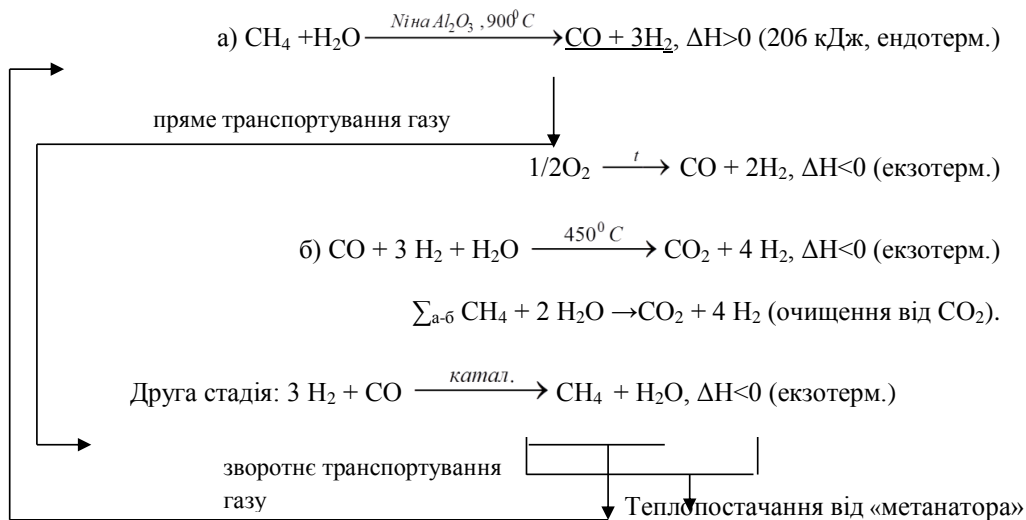 а) CH₄ +H₂O —Ni на Al₂O₃ , 900⁰ C→ CO + 3H₂, ΔH>0 (206 кДж, ендотерм.)
пряме транспортування газу
1/2O₂ —t→ CO + 2H₂, ΔH<0 (екзотерм.)
б) CO + 3 H₂ + H₂O —450⁰ C→ CO₂ + 4 H₂, ΔH<0 (екзотерм.)
∑а-б CH₄ + 2 H₂O →CO₂ + 4 H₂ (очищення від CO₂).
Друга стадія: 3 H₂ + CO —катал.→ CH₄ + H₂O, ΔH<0 (екзотерм.)
зворотнє транспортування
газу
Теплопостачання від «метанатора»